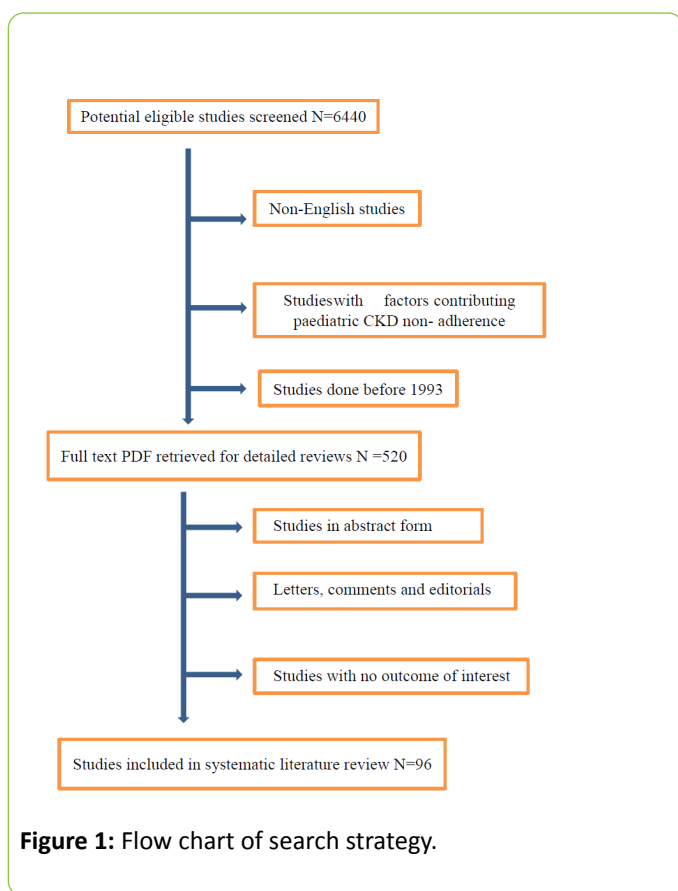 Potential eligible studies screened N=6440
Non-English studies
Studieswith factors contributing
paediatric CKD non- adherence
Studies done before 1993
Full text PDF retrieved for detailed reviews N =520
Studies in abstract form
Letters, comments and editorials
Studies with no outcome of interest
Studies included in systematic literature review N=96
Figure 1: Flow chart of search strategy.